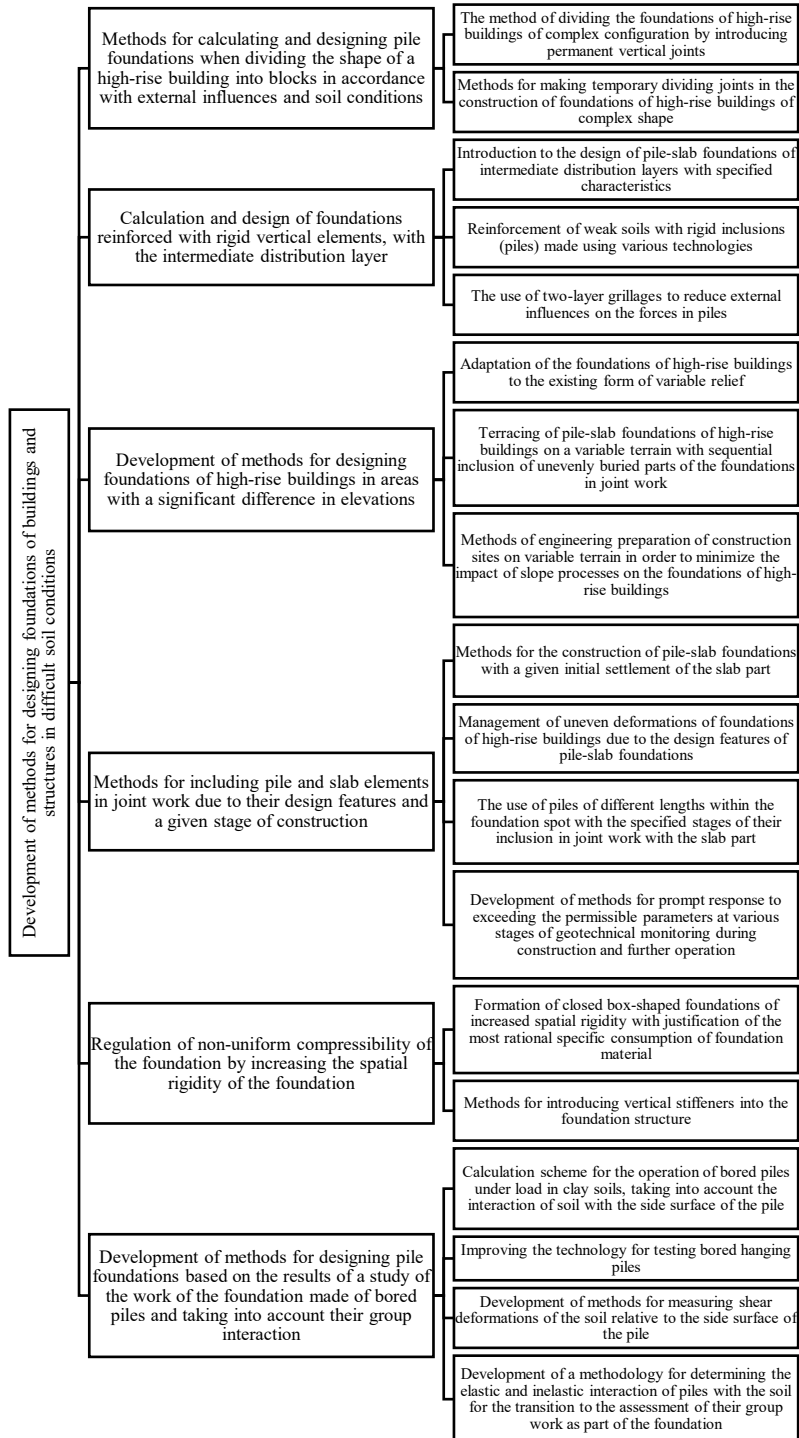 Development of methods for designing foundations of buildings and
structures in difficult soil conditions
Methods for calculating and designing pile
foundations when dividing the shape of a
high-rise building into blocks in accordance
with external influences and soil conditions
The method of dividing the foundations of high-rise
buildings of complex configuration by introducing
permanent vertical joints
Methods for making temporary dividing joints in the
construction of foundations of high-rise buildings of
complex shape
Calculation and design of foundations
reinforced with rigid vertical elements, with
the intermediate distribution layer
Introduction to the design of pile-slab foundations of
intermediate distribution layers with specified
characteristics
Reinforcement of weak soils with rigid inclusions
(piles) made using various technologies
The use of two-layer grillages to reduce external
influences on the forces in piles
Development of methods for designing
foundations of high-rise buildings in areas
with a significant difference in elevations
Adaptation of the foundations of high-rise buildings
to the existing form of variable relief
Terracing of pile-slab foundations of high-rise
buildings on a variable terrain with sequential
inclusion of unevenly buried parts of the foundations
in joint work
Methods of engineering preparation of construction
sites on variable terrain in order to minimize the
impact of slope processes on the foundations of high-
rise buildings
Methods for including pile and slab elements
in joint work due to their design features and
a given stage of construction
Methods for the construction of pile-slab foundations
with a given initial settlement of the slab part
Management of uneven deformations of foundations
of high-rise buildings due to the design features of
pile-slab foundations
The use of piles of different lengths within the
foundation spot with the specified stages of their
inclusion in joint work with the slab part
Development of methods for prompt response to
exceeding the permissible parameters at various
stages of geotechnical monitoring during
construction and further operation
Regulation of non-uniform compressibility of
the foundation by increasing the spatial
rigidity of the foundation
Formation of closed box-shaped foundations of
increased spatial rigidity with justification of the
most rational specific consumption of foundation
material
Methods for introducing vertical stiffeners into the
foundation structure
Development of methods for designing pile
foundations based on the results of a study of
the work of the foundation made of bored
piles and taking into account their group
interaction
Calculation scheme for the operation of bored piles
under load in clay soils, taking into account the
interaction of soil with the side surface of the pile
Improving the technology for testing bored hanging
piles
Development of methods for measuring shear
deformations of the soil relative to the side surface of
the pile
Development of a methodology for determining the
elastic and inelastic interaction of piles with the soil
for the transition to the assessment of their group
work as part of the foundation